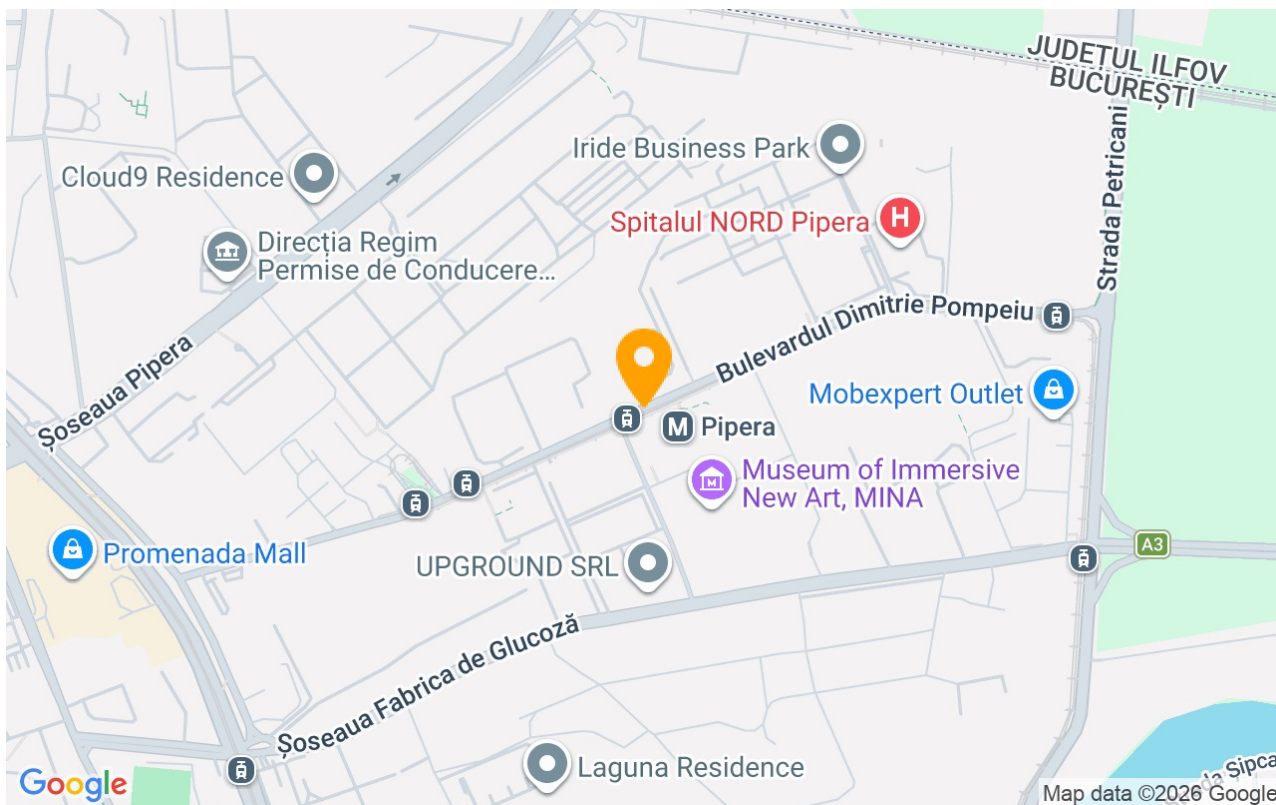 JUDEȚUL ILFOV
BUCUREȘTI
Strada Petricani
Iride Business Park
Cloud9 Residence
Spitalul NORD Pipera
H
Direcția Regim
Permise de Conducere...
Bulevardul Dimitrie Pompeiu
Șoseaua Pipera
Mobexpert Outlet
M Pipera
Museum of Immersive
New Art, MINA
Promenada Mall
A3
UPGROUND SRL
Șoseaua Fabrica de Glucoză
Laguna Residence
Google
Map data ©2026 Google